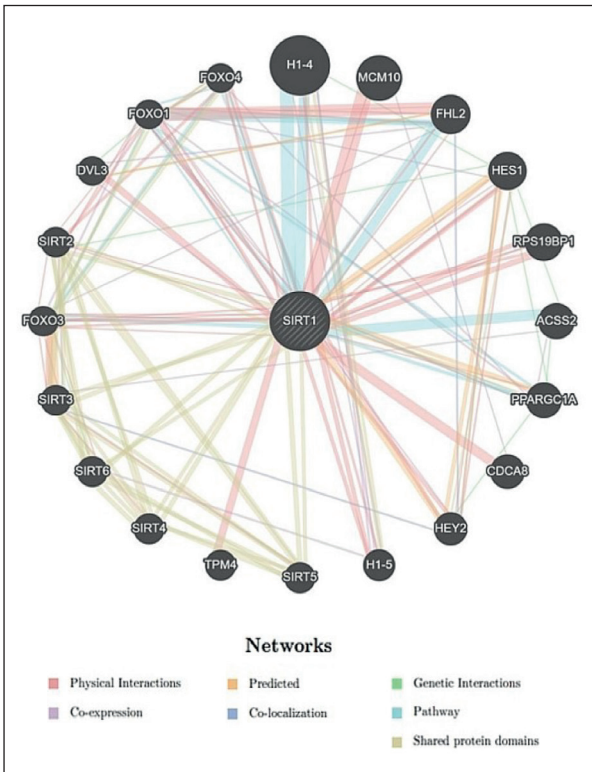 H1-4
MCM10
FOXO4
FOXO1
FHL2
DVL3
HES1
SIRT2
RPS19BP1
FOXO3
SIRT1
ACSS2
SIRT3
PPARGC1A
SIRT6
CDCA8
SIRT4
HEY2
TPM4
SIRT5
H1-5
Networks
Physical Interactions
Predicted
Genetic Interactions
Co-expression
Co-localization
Pathway
Shared protein domains